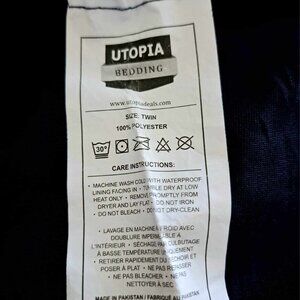 UTOPIA
BEDDING
www.utopiadeals.com
SIZE: TWIN
100% POLYESTER
30°
CARE INSTRUCTIONS:
• MACHINE WASH COLD WITH WATERPROOF
LINING FACING IN • TUMBLE DRY AT LOW
HEAT ONLY • REMOVE PROMPTLY FROM
DRYER AND LAY FLAT • DO NOT IRON
• DO NOT BLEACH • DO NOT DRY-CLEAN
• LAVAGE EN MACHINE À FROID AVEC
DOUBLURE IMPERMÉABLE À
L'INTÉRIEUR • SÉCHAGE PAR CULBUTAGE
À BASSE TEMPÉRATURE UNIQUEMENT
• RETIRER RAPIDEMENT DU SÉCHOIR ET
POSER À PLAT • NE PAS REPASSER
• NE PAS BLEACHER • NE PAS
NETTOYER À SEC
MADE IN PAKISTAN / FABRIQUÉ AU PAKISTAN